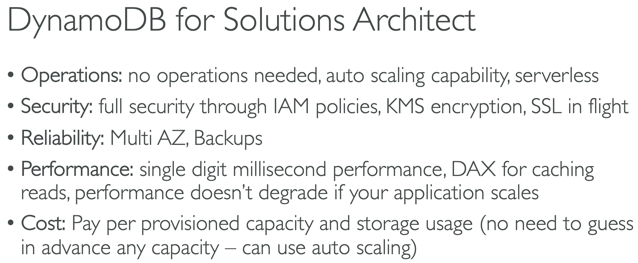 DynamoDB for Solutions Architect
• Operations: no operations needed, auto scaling capability, serverless
• Security: full security through IAM policies, KMS encryption, SSL in flight
• Reliability: Multi AZ, Backups
• Performance: single digit millisecond performance, DAX for caching
reads, performance doesn't degrade if your application scales
• Cost: Pay per provisioned capacity and storage usage (no need to guess
in advance any capacity – can use auto scaling)